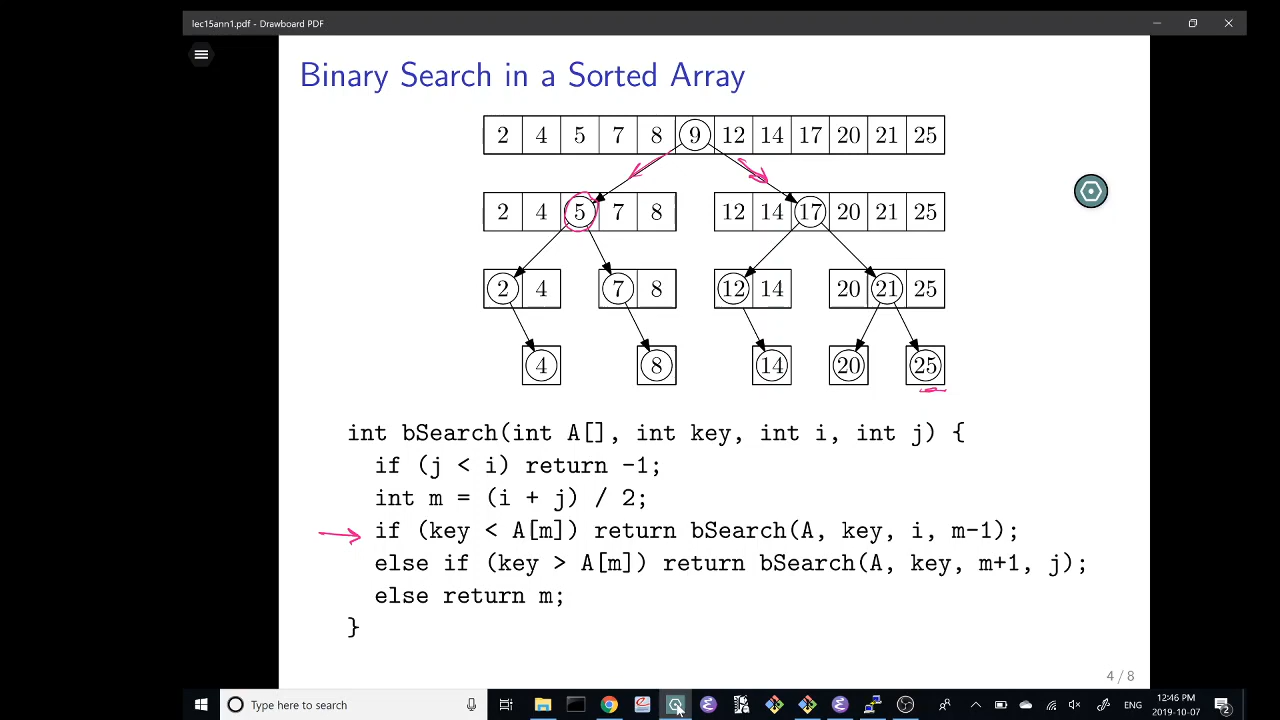 lec15ann1.pdf - Drawboard PDF
Binary Search in a Sorted Array
2 4 5 7 8 9 12 14 17 20 21 25
2 4 5 7 8 12 14 17 20 21 25
2 4 7 8 12 14 20 21 25
4 8 14 20 25
int bSearch(int A[], int key, int i, int j) {
if (j < i) return -1;
int m = (i + j) / 2;
if (key < A[m]) return bSearch(A, key, i, m-1);
else if (key > A[m]) return bSearch(A, key, m+1, j);
else return m;
}
4 / 8
Type here to search
ENG
12:46 PM
2019-10-07
2